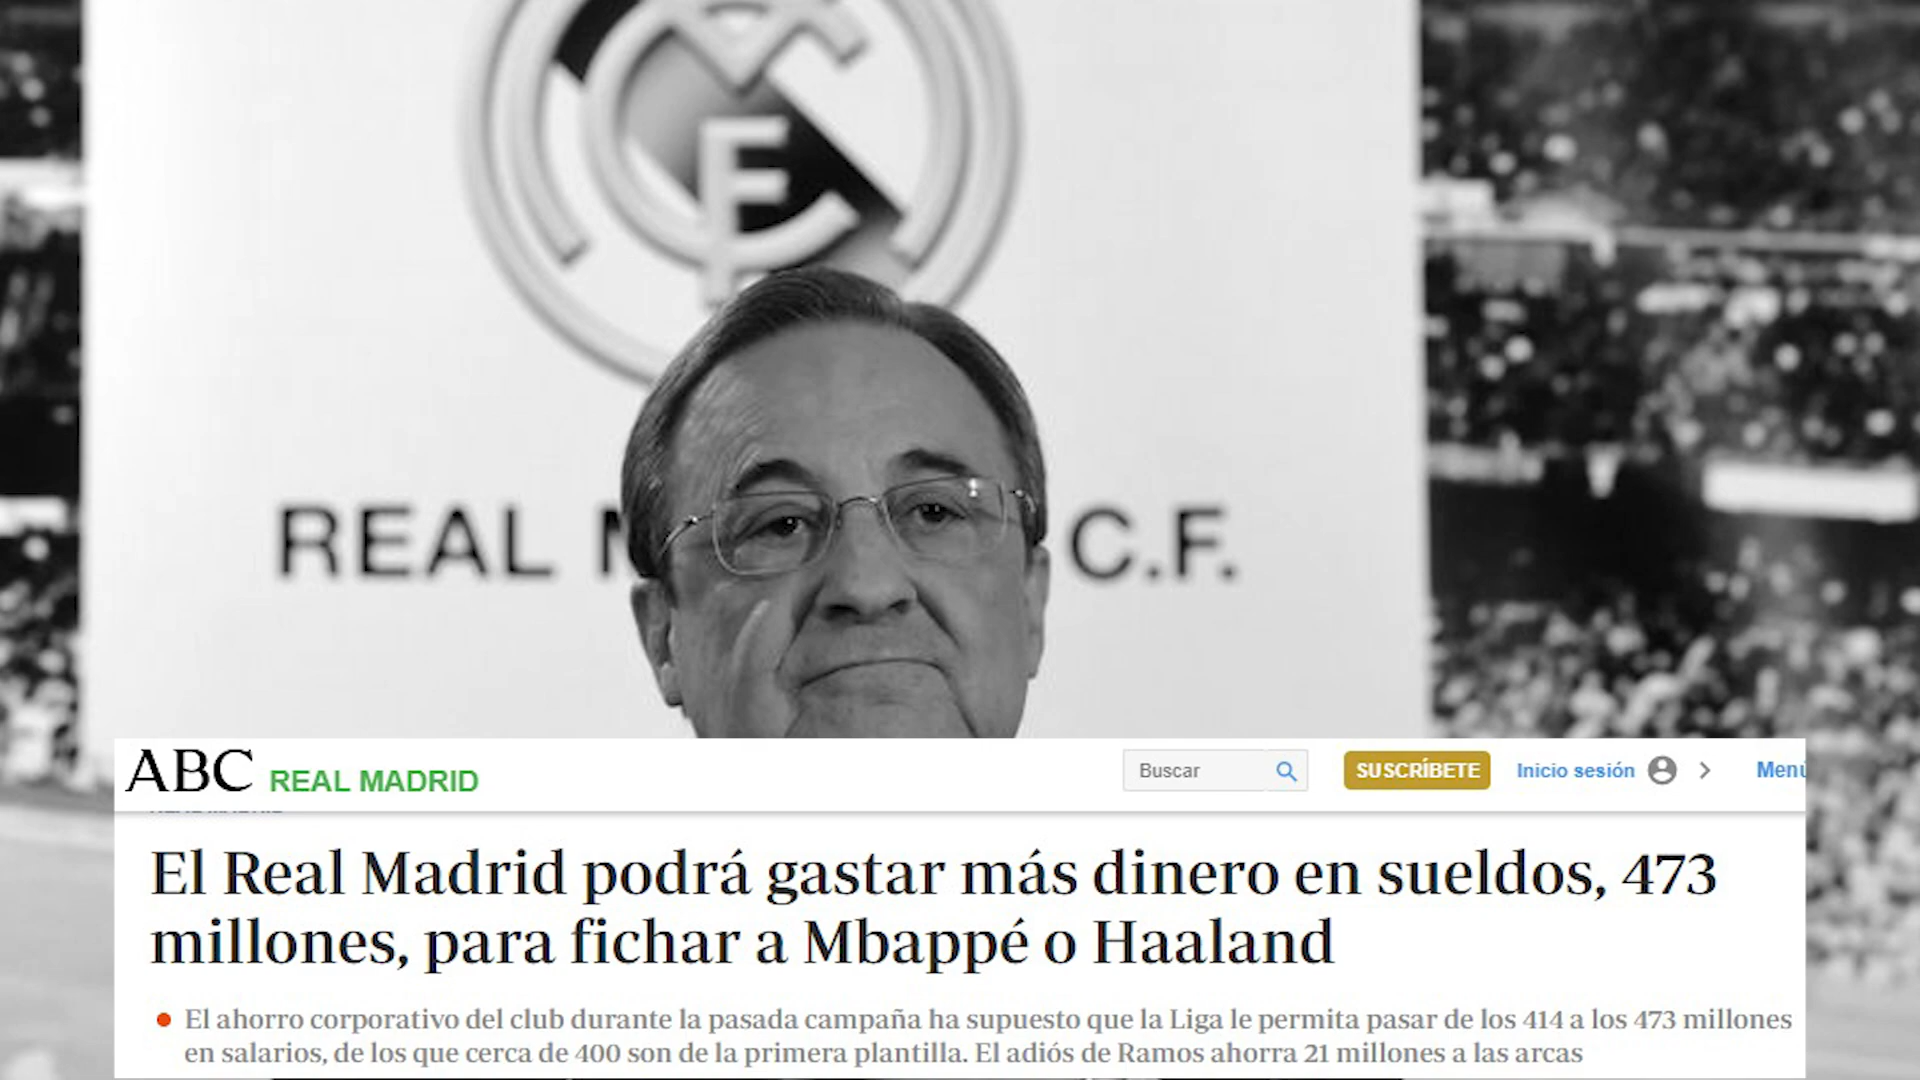 REAL C.F.
ABC REAL MADRID
Buscar
SUSCRÍBETE
Inicio sesión
Menú
El Real Madrid podrá gastar más dinero en sueldos, 473
millones, para fichar a Mbappé o Haaland
El ahorro corporativo del club durante la pasada campaña ha supuesto que la Liga le permita pasar de los 414 a los 473 millones
en salarios, de los que cerca de 400 son de la primera plantilla. El adiós de Ramos ahorra 21 millones a las arcas